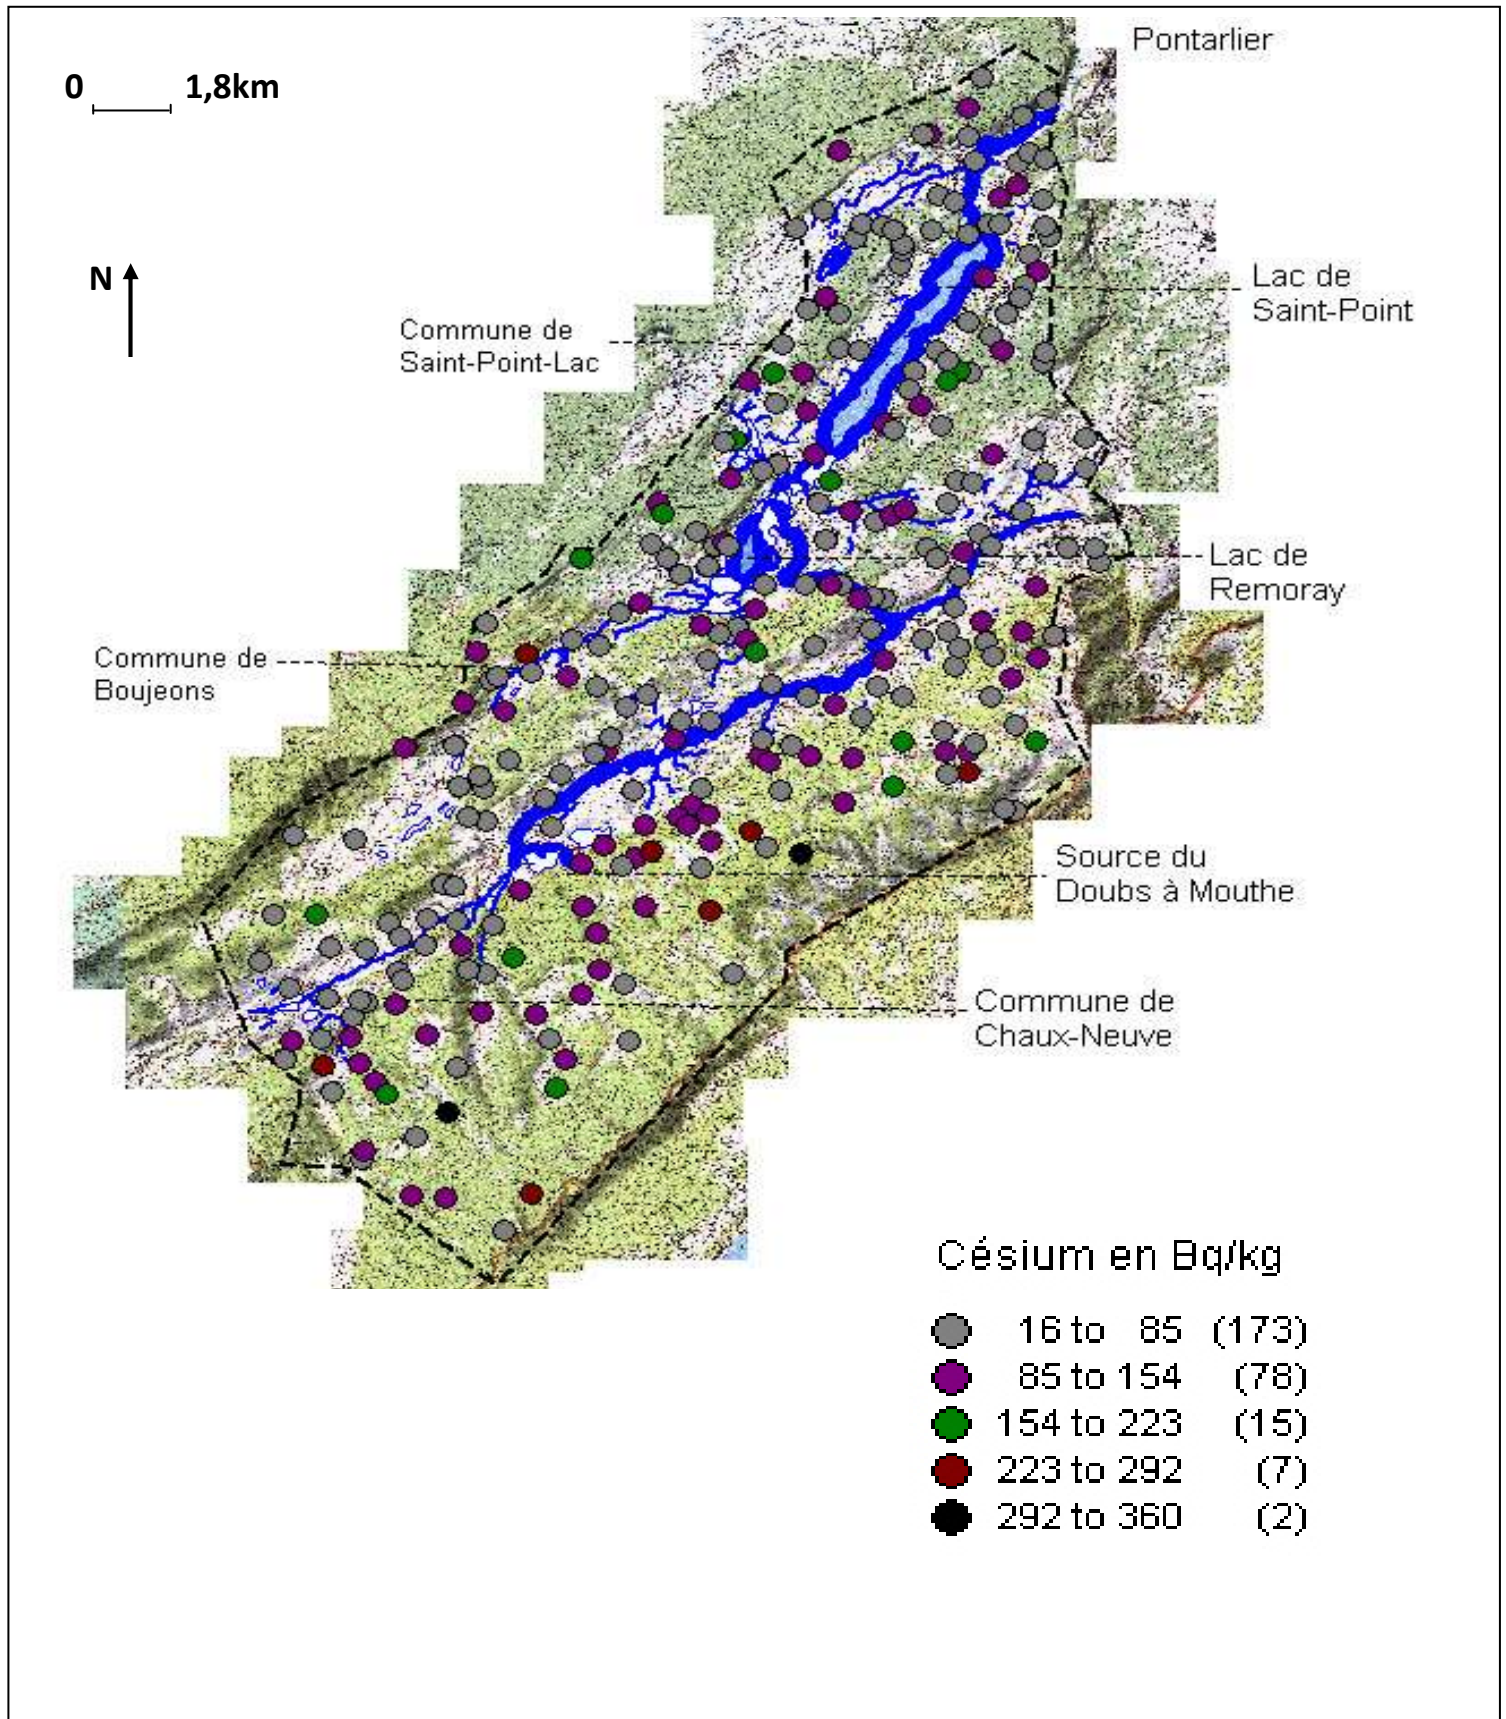 Pontarlier
0 1,8km
N
Lac de
Saint-Point
Commune de
Saint-Point-Lac
Lac de
Remoray
Commune de
Boujeons
Source du
Doubs à Mouthe
Commune de
Chaux-Neuve
Césium en Bq/kg
16 to 85 (173)
85 to 154 (78)
154 to 223 (15)
223 to 292 (7)
292 to 360 (2)